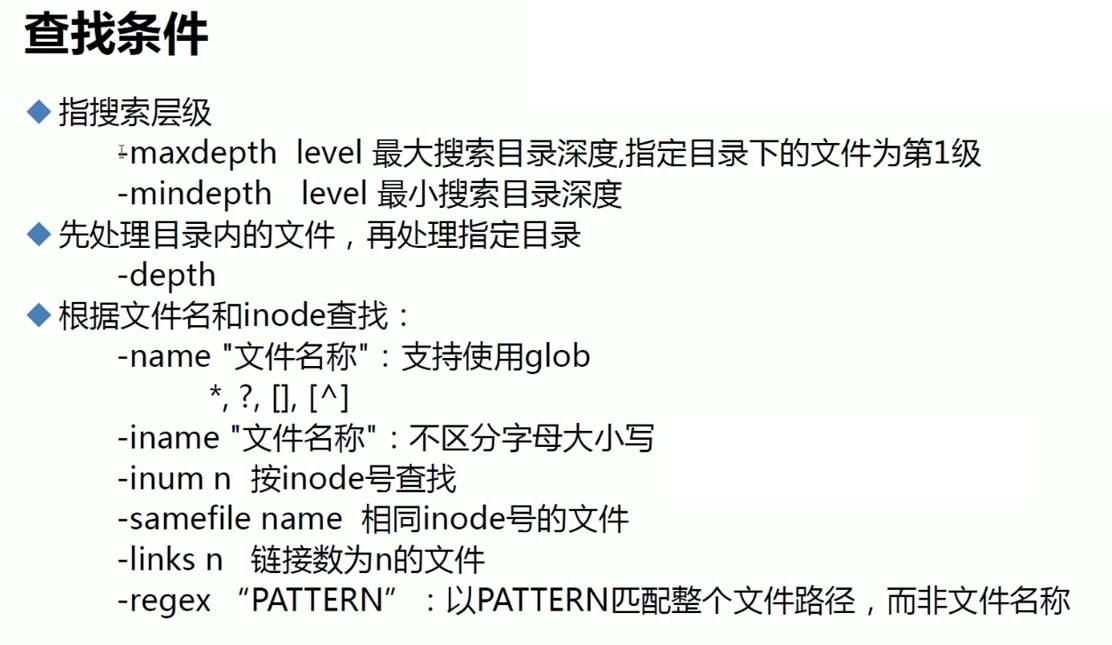 查找条件
指搜索层级
-maxdepth level 最大搜索目录深度,指定目录下的文件为第1级
-mindepth level 最小搜索目录深度
先处理目录内的文件，再处理指定目录
-depth
根据文件名和inode查找：
-name "文件名称"：支持使用glob
*, ?, [], [^]
-iname "文件名称"：不区分字母大小写
-inum n 按inode号查找
-samefile name 相同inode号的文件
-links n 链接数为n的文件
-regex “PATTERN”：以PATTERN匹配整个文件路径，而非文件名称